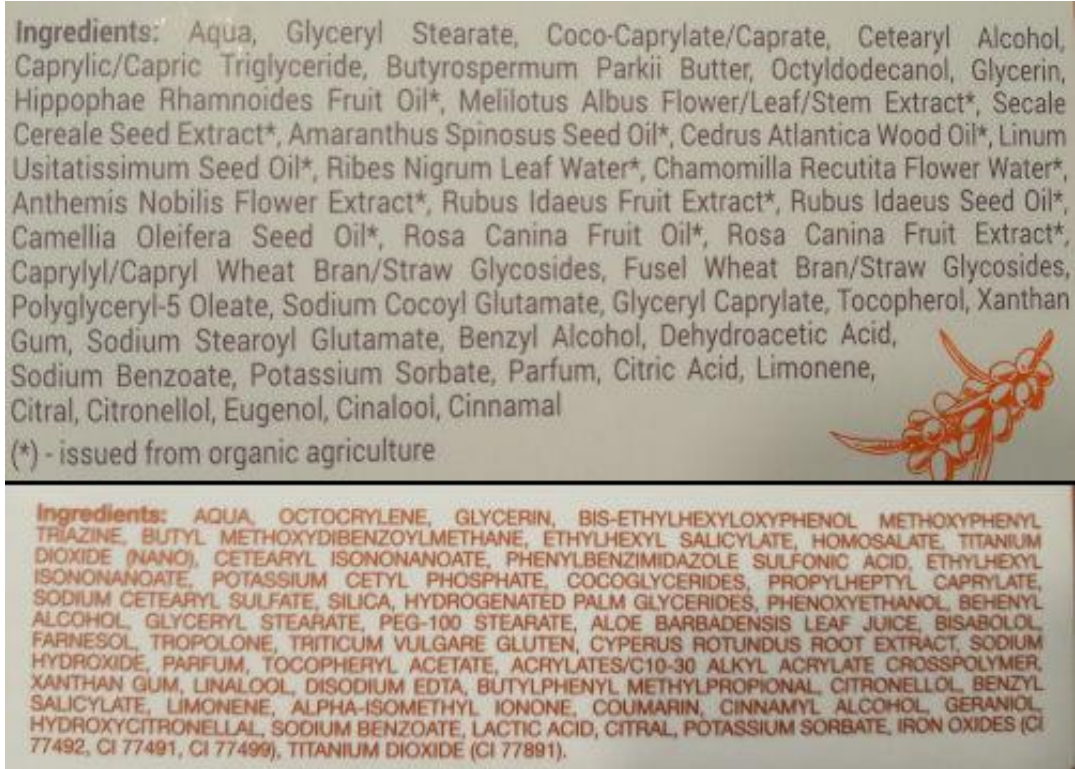 Ingredients: Aqua, Glyceryl Stearate, Coco-Caprylate/Caprate, Cetearyl Alcohol,
Caprylic/Capric Triglyceride, Butyrospermum Parkii Butter, Octyldodecanol, Glycerin,
Hippophae Rhamnoides Fruit Oil*, Melilotus Albus Flower/Leaf/Stem Extract*, Secale
Cereale Seed Extract*, Amaranthus Spinosus Seed Oil*, Cedrus Atlantica Wood Oil*, Linum
Usitatissimum Seed Oil*, Ribes Nigrum Leaf Water*, Chamomilla Recutita Flower Water*,
Anthemis Nobilis Flower Extract*, Rubus Idaeus Fruit Extract*, Rubus Idaeus Seed Oil*,
Camellia Oleifera Seed Oil*, Rosa Canina Fruit Oil*, Rosa Canina Fruit Extract*,
Caprylyl/Capryl Wheat Bran/Straw Glycosides, Fusel Wheat Bran/Straw Glycosides,
Polyglyceryl-5 Oleate, Sodium Cocoyl Glutamate, Glyceryl Caprylate, Tocopherol, Xanthan
Gum, Sodium Stearoyl Glutamate, Benzyl Alcohol, Dehydroacetic Acid,
Sodium Benzoate, Potassium Sorbate, Parfum, Citric Acid, Limonene,
Citral, Citronellol, Eugenol, Cinalool, Cinnamal
(*) - issued from organic agriculture
Ingredients: AQUA, OCTOCRYLENE, GLYCERIN, BIS-ETHYLHEXYLOXYPHENOL METHOXYPHENYL
TRIAZINE, BUTYL METHOXYDIBENZOYLMETHANE, ETHYLHEXYL SALICYLATE, HOMOSALATE, TITANIUM
DIOXIDE (NANO), CETEARYL ISONONANOATE, PHENYLBENZIMIDAZOLE SULFONIC ACID, ETHYLHEXYL
ISONONANOATE, POTASSIUM CETYL PHOSPHATE, COCOGLYCERIDES, PROPYLHEPTYL CAPRYLATE,
SODIUM CETEARYL SULFATE, SILICA, HYDROGENATED PALM GLYCERIDES, PHENOXYETHANOL, BEHENYL
ALCOHOL, GLYCERYL STEARATE, PEG-100 STEARATE, ALOE BARBADENSIS LEAF JUICE, BISABOLOL,
FARNESOL, TROPOLONE, TRITICUM VULGARE GLUTEN, CYPERUS ROTUNDUS ROOT EXTRACT, SODIUM
HYDROXIDE, PARFUM, TOCOPHERYL ACETATE, ACRYLATES/C10-30 ALKYL ACRYLATE CROSSPOLYMER,
XANTHAN GUM, LINALOOL, DISODIUM EDTA, BUTYLPHENYL METHYLPROPIONAL, CITRONELLOL, BENZYL
SALICYLATE, LIMONENE, ALPHA-ISOMETHYL IONONE, COUMARIN, CINNAMYL ALCOHOL, GERANIOL,
HYDROXYCITRONELLAL, SODIUM BENZOATE, LACTIC ACID, CITRAL, POTASSIUM SORBATE, IRON OXIDES (CI
77492, CI 77491, CI 77499), TITANIUM DIOXIDE (CI 77891).